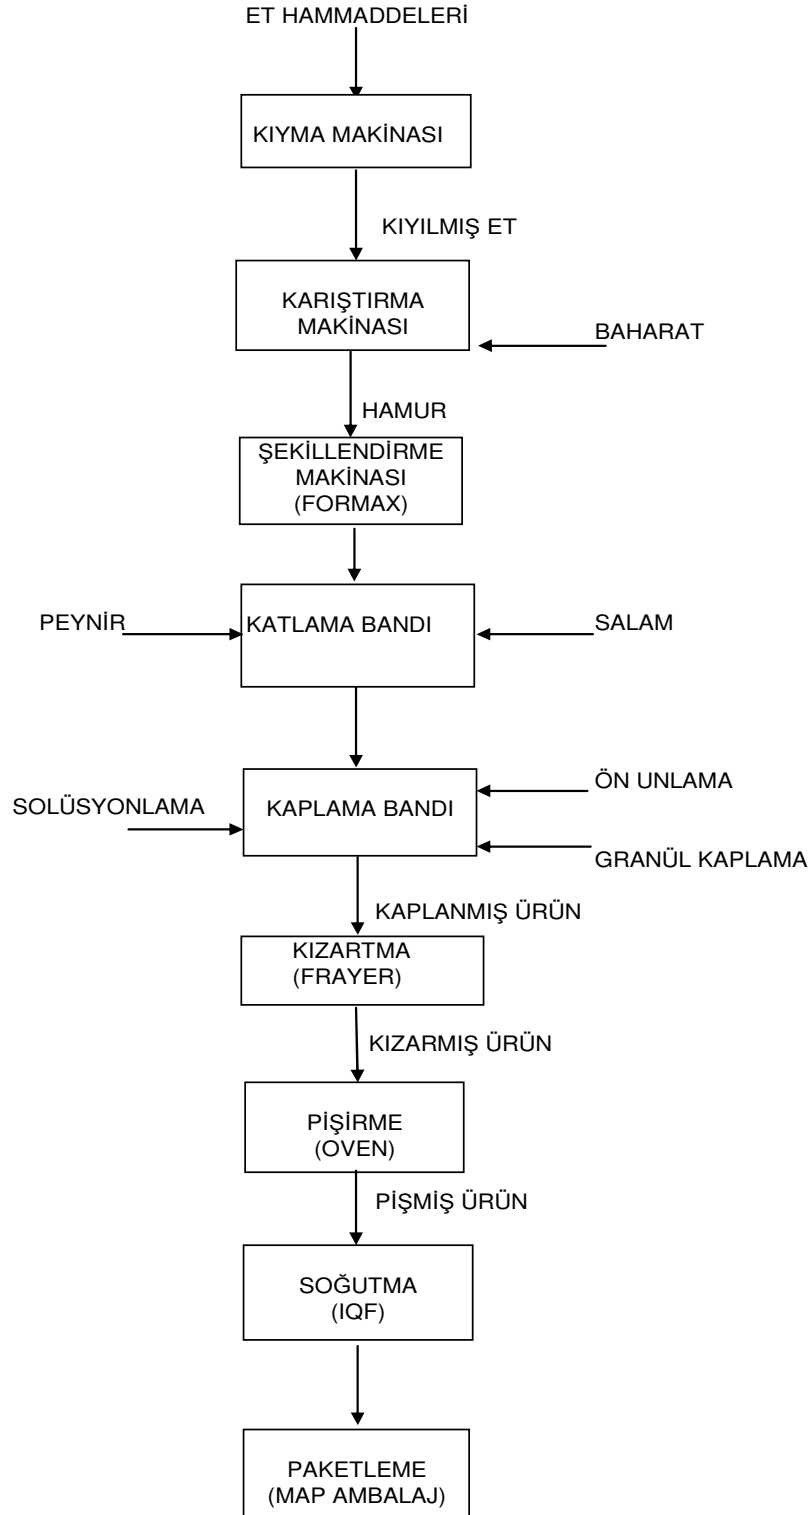 ET HAMMADDELERİ
KIYMA MAKİNASI
KIYILMIŞ ET
KARIŞTIRMA
MAKİNASI
BAHARAT
HAMUR
ŞEKİLLENDİRME
MAKİNASI
(FORMAX)
PEYNİR
KATLAMA BANDI
SALAM
SOLÜSYONLAMA
KAPLAMA BANDI
ÖN UNLAMA
GRANÜL KAPLAMA
KAPLANMIŞ ÜRÜN
KIZARTMA
(FRAYER)
KIZARMIŞ ÜRÜN
PİŞİRME
(OVEN)
PİŞMİŞ ÜRÜN
SOĞUTMA
(IQF)
PAKETLEME
(MAP AMBALAJ)